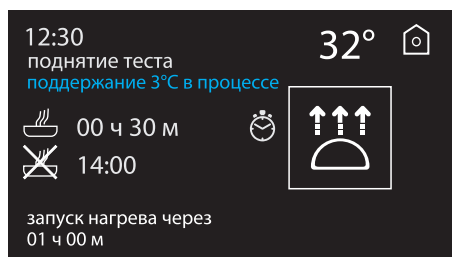 12:30
32°
поднятие теста
поддержание 3°C в процессе
00 ч 30 м
14:00
запуск нагрева через
01 ч 00 м